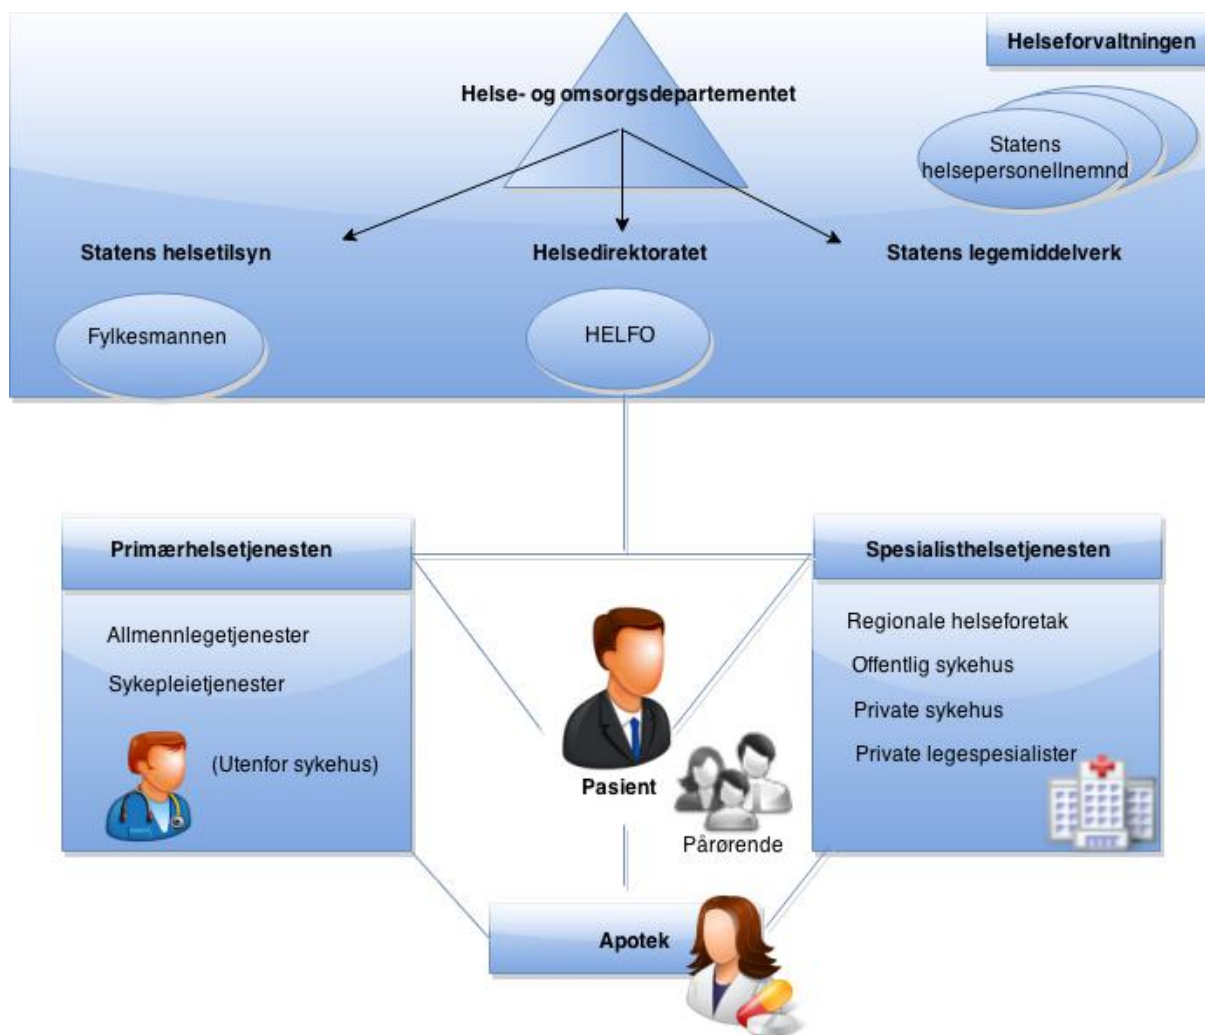 Helseforvaltningen
Helse- og omsorgsdepartementet
Statens
helsepersonellnemnd
Statens helsetilsyn
Helsedirektoratet
Statens legemiddelverk
Fylkesmannen
HELFO
Primærhelsetjenesten
Allmennlegetjenester
Sykepleietjenester
(Utenfor sykehus)
Spesialisthelsetjenesten
Regionale helseforetak
Offentlig sykehus
Private sykehus
Private legespesialister
Pasient
Pårørende
Apotek